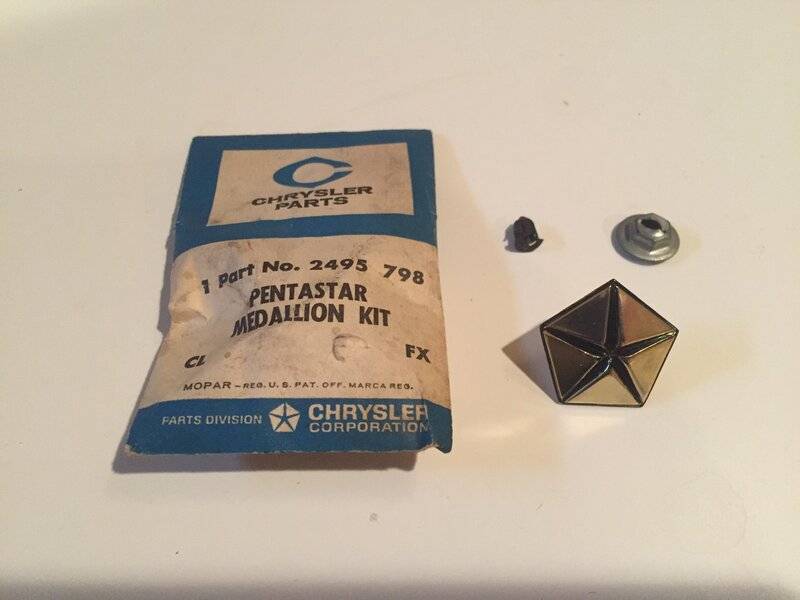 CHRYSLER
PARTS
1 Part No. 2495 798
PENTASTAR
MEDALLION KIT
CL FX
MOPAR – REG. U.S. PAT. OFF. MARCA REG.
PARTS DIVISION CHRYSLER
CORPORATION